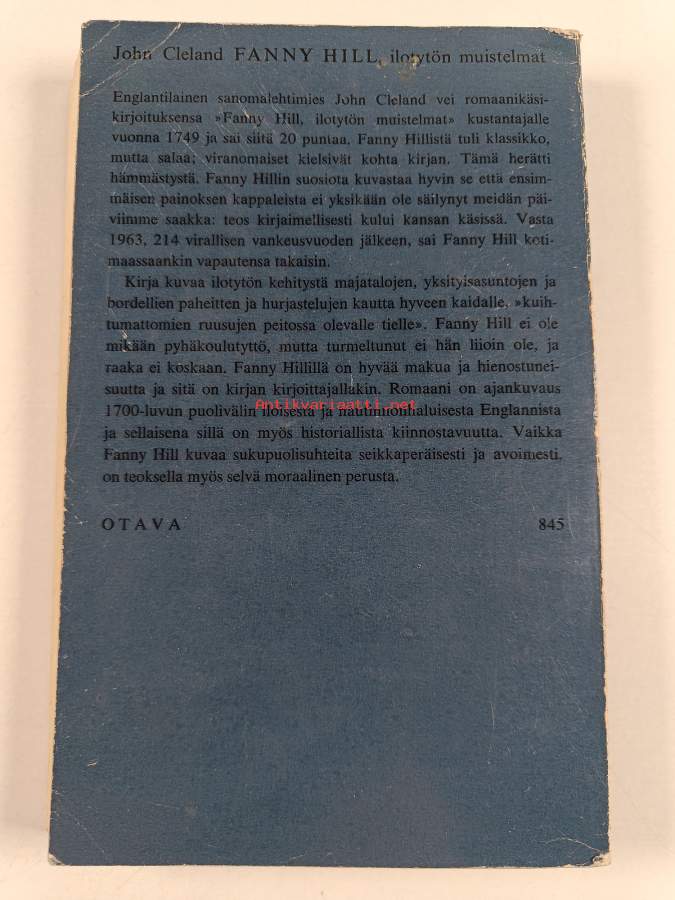 John Cleland FANNY HILL, ilotytön muistelmat
Englantilainen sanomalehtimies John Cleland vei romaanikäsi-
kirjoituksensa »Fanny Hill, ilotytön muistelmat» kustantajalle
vuonna 1749 ja sai siitä 20 puntaa. Fanny Hillistä tuli klassikko,
mutta salaa; viranomaiset kielsivät kohta kirjan. Tämä herätti
hämmästystä. Fanny Hillin suosiota kuvastaa hyvin se että ensim-
mäisen painoksen kappaleista ei yksikään ole säilynyt meidän päi-
viimme saakka: teos kirjaimellisesti kului kansan käsissä. Vasta
1963, 214 virallisen vankeusvuoden jälkeen, sai Fanny Hill koti-
maassaankin vapautensa takaisin.
Kirja kuvaa ilotytön kehitystä majatalojen, yksityisasuntojen ja
bordellien paheitten ja hurjastelujen kautta hyveen kaidalle, »kuih-
tumattomien ruusujen peitossa olevalle tielle». Fanny Hill ei ole
mikään pyhäkoulutyttö, mutta turmeltunut ei hän liioin ole, ja
raaka ei koskaan. Fanny Hillillä on hyvää makua ja hienostunei-
suutta ja sitä on kirjan kirjoittajallakin. Romaani on ajankuvaus
Antikvariaatti.net
1700-luvun puolivälin iloisesta ja nautinnonhaluisesta Englannista
ja sellaisena sillä on myös historiallista kiinnostavuutta. Vaikka
Fanny Hill kuvaa sukupuolisuhteita seikkaperäisesti ja avoimesti,
on teoksella myös selvä moraalinen perusta.
OTAVA 845